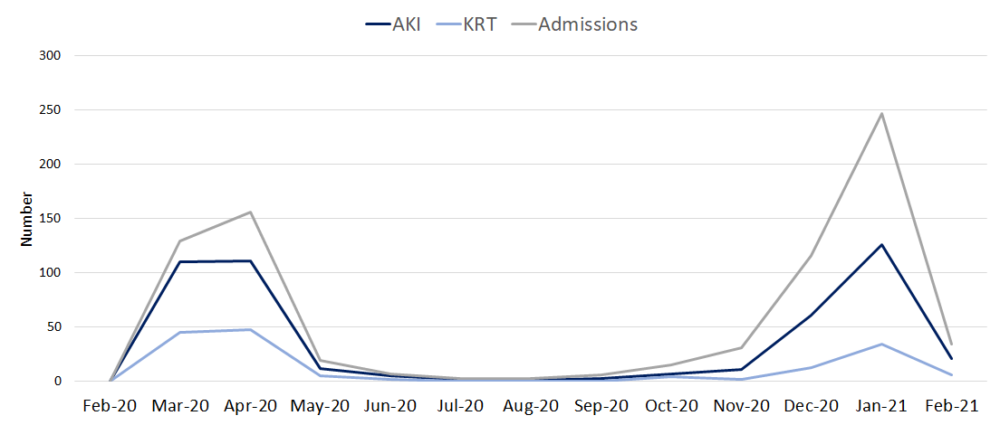 AKI KRT Admissions
300
250
200
150
100
50
0
Number
Feb-20 Mar-20 Apr-20 May-20 Jun-20 Jul-20 Aug-20 Sep-20 Oct-20 Nov-20 Dec-20 Jan-21 Feb-21